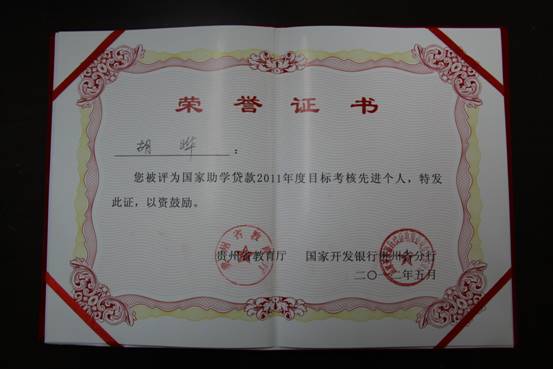 荣誉证书
胡 晔：
您被评为国家助学贷款2011年度目标考核先进个人，特发
此证，以资鼓励。
贵州省教育厅 国家开发银行贵州省分行
二〇一二年五月